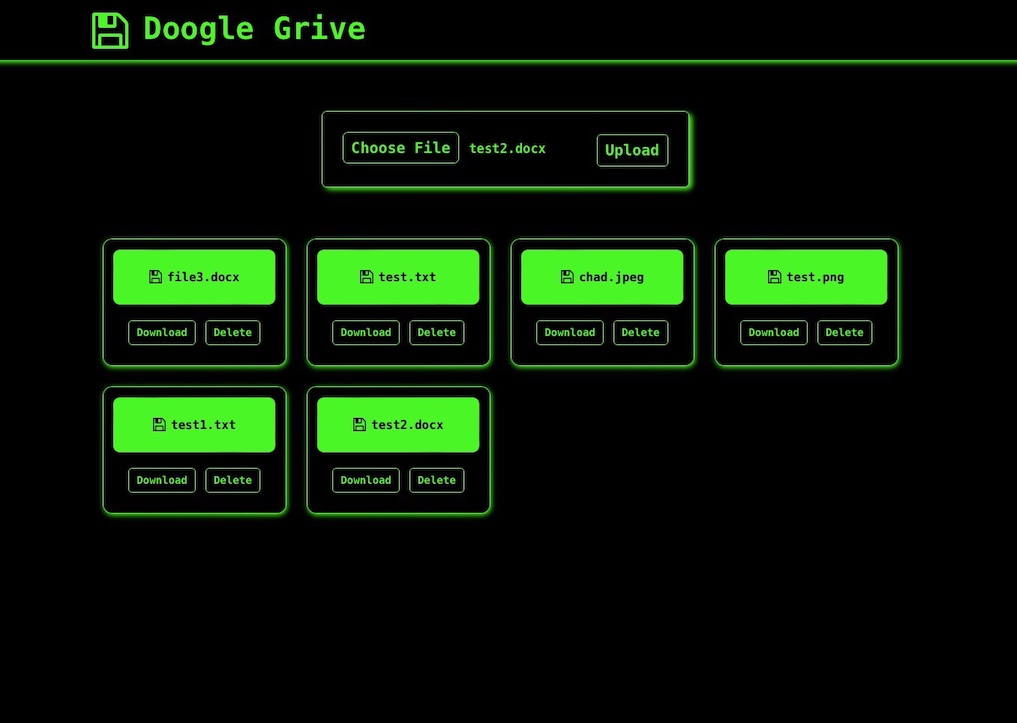 Doogle Grive
Choose File test2.docx Upload
file3.docx test.txt chad.jpeg test.png
Download Delete Download Delete Download Delete Download Delete
test1.txt test2.docx
Download Delete Download Delete